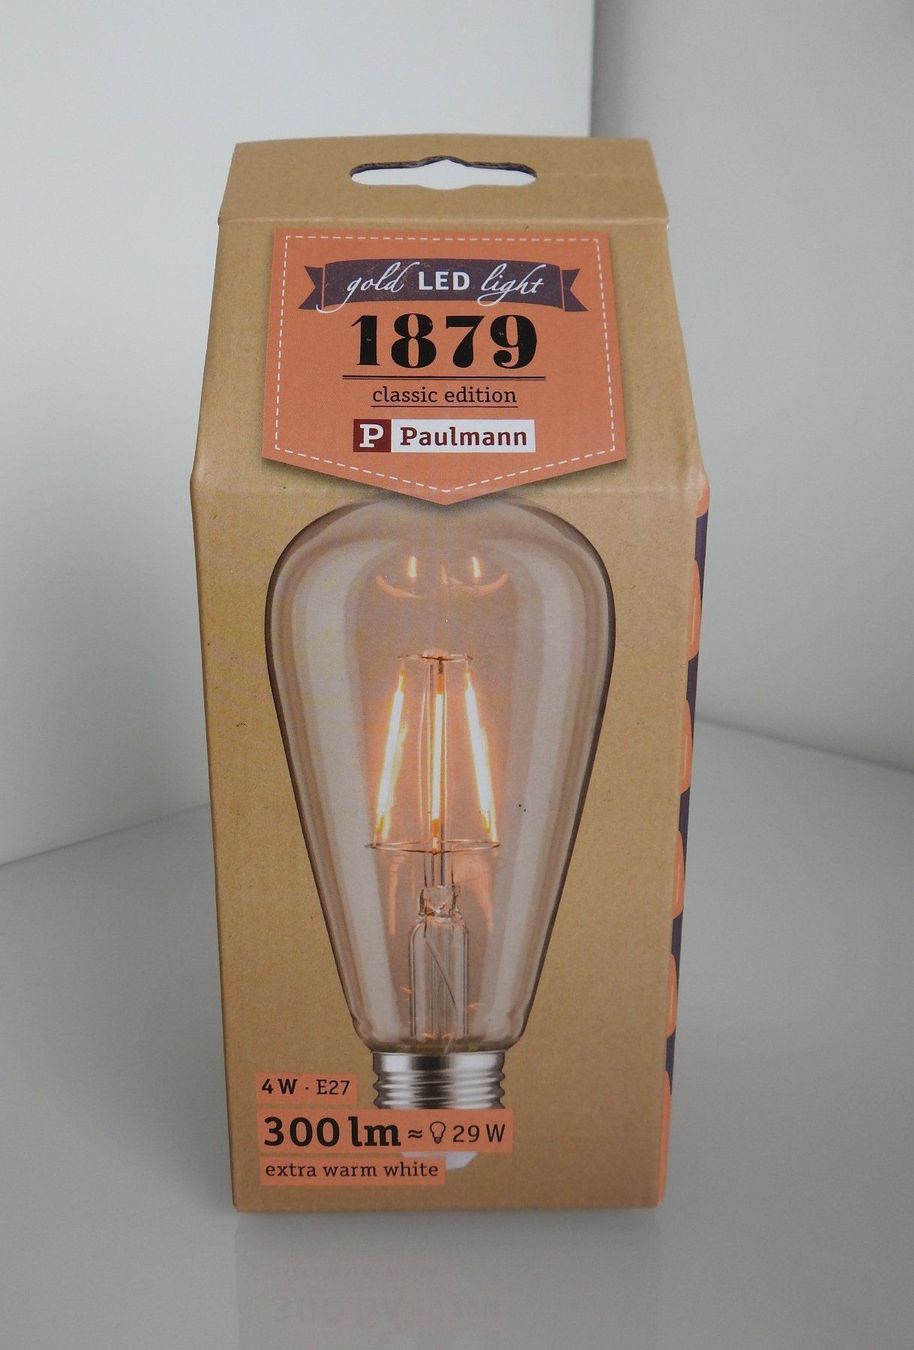 gold LED light
1879
classic edition
P Paulmann
4 W · E27
300 lm ≈ 29 W
extra warm white